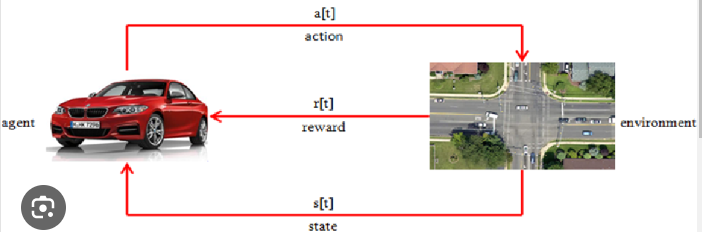 a[t]
action
r[t]
agent
reward
environment
s[t]
state